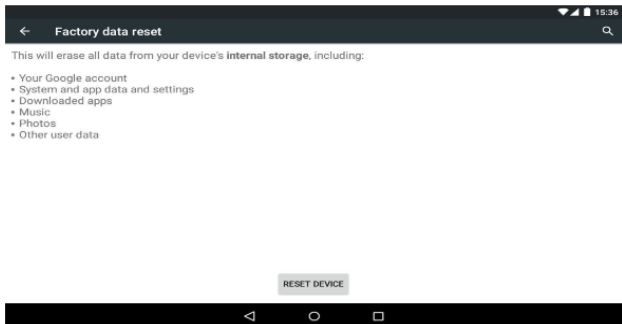 15:36
Factory data reset
This will erase all data from your device's internal storage, including:
• Your Google account
• System and app data and settings
• Downloaded apps
• Music
• Photos
• Other user data
RESET DEVICE